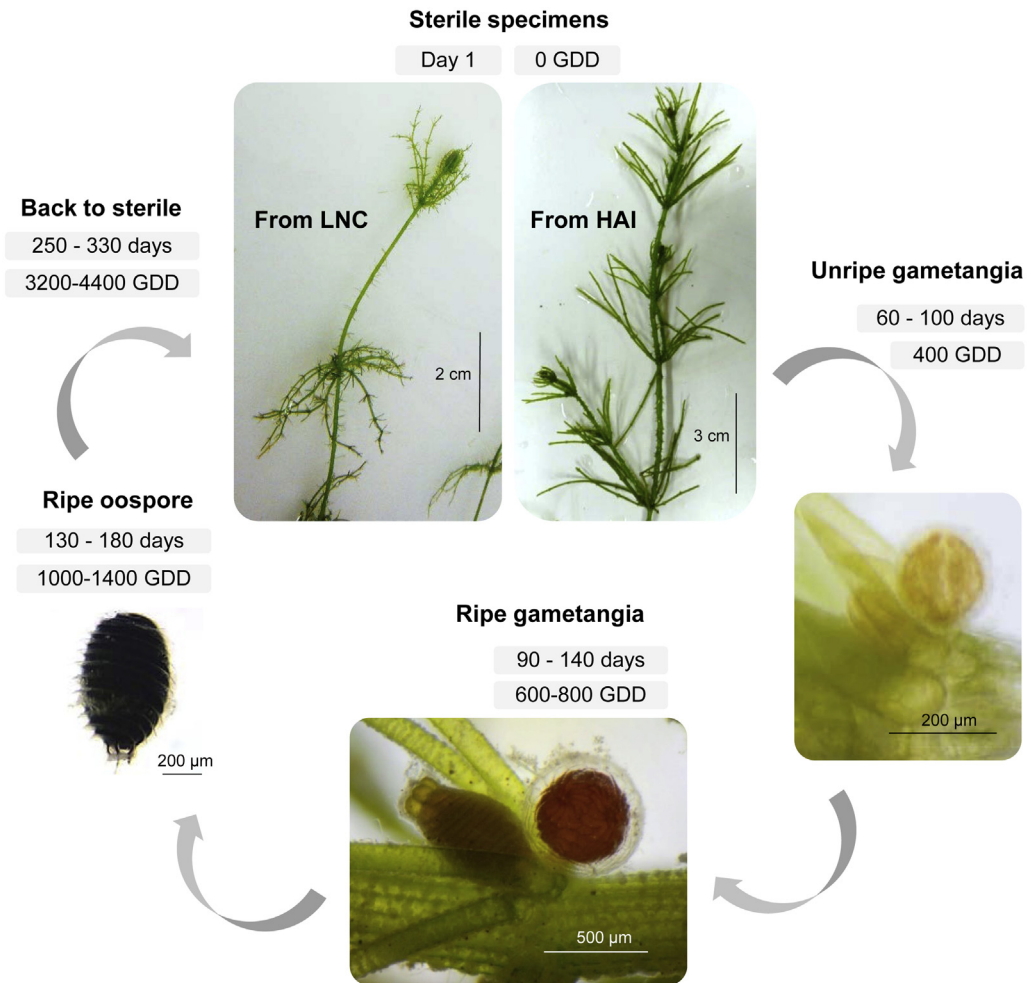 Sterile specimens
Day 1
0 GDD
From LNC
From HAI
2 cm
3 cm
Unripe gametangia
60 - 100 days
400 GDD
200 µm
Ripe gametangia
90 - 140 days
600-800 GDD
500 µm
Ripe oospore
130 - 180 days
1000-1400 GDD
200 µm
Back to sterile
250 - 330 days
3200-4400 GDD